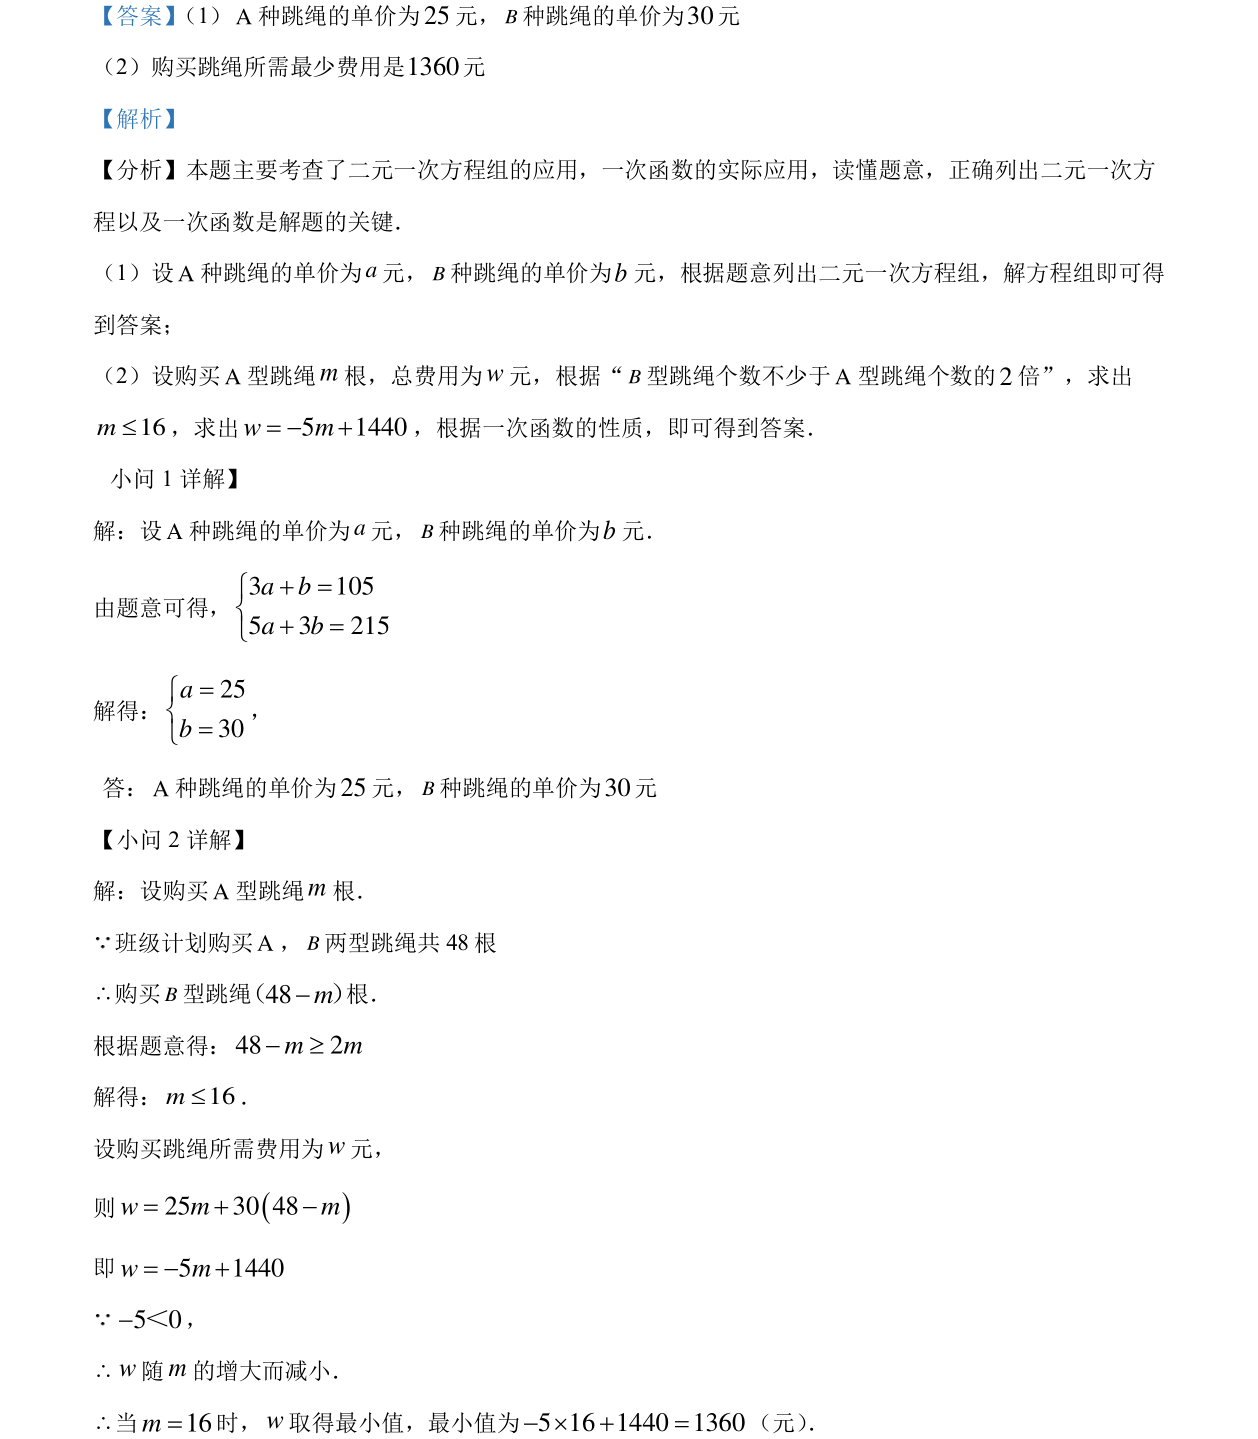 【答案】（1）A 种跳绳的单价为25 元，B 种跳绳的单价为30元
（2）购买跳绳所需最少费用是1360元
【解析】
【分析】本题主要考查了二元一次方程组的应用，一次函数的实际应用，读懂题意，正确列出二元一次方
程以及一次函数是解题的关键．
（1）设A 种跳绳的单价为a 元，B 种跳绳的单价为b 元，根据题意列出二元一次方程组，解方程组即可得
到答案；
（2）设购买A 型跳绳m 根，总费用为w 元，根据“B 型跳绳个数不少于A 型跳绳个数的2 倍”，求出
m≤16，求出w=−5m+1440，根据一次函数的性质，即可得到答案．
小问 1 详解】
解：设A 种跳绳的单价为a 元，B 种跳绳的单价为b 元．
由题意可得，{3a+b=105
5a+3b=215
解得：{a=25
b=30，
答：A 种跳绳的单价为25 元，B 种跳绳的单价为30元
【小问 2 详解】
解：设购买A 型跳绳m 根．
∵班级计划购买A，B 两型跳绳共 48 根
∴购买B 型跳绳(48−m)根．
根据题意得：48−m≥2m
解得：m≤16．
设购买跳绳所需费用为w 元，
则w=25m+30(48−m)
即w=−5m+1440
∵−5<0，
∴w随m 的增大而减小．
∴当m=16时，w取得最小值，最小值为−5×16+1440=1360（元）．